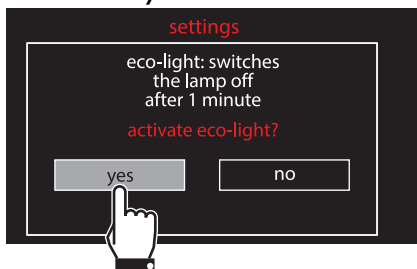 settings
eco-light: switches
the lamp off
after 1 minute
activate eco-light?
yes no